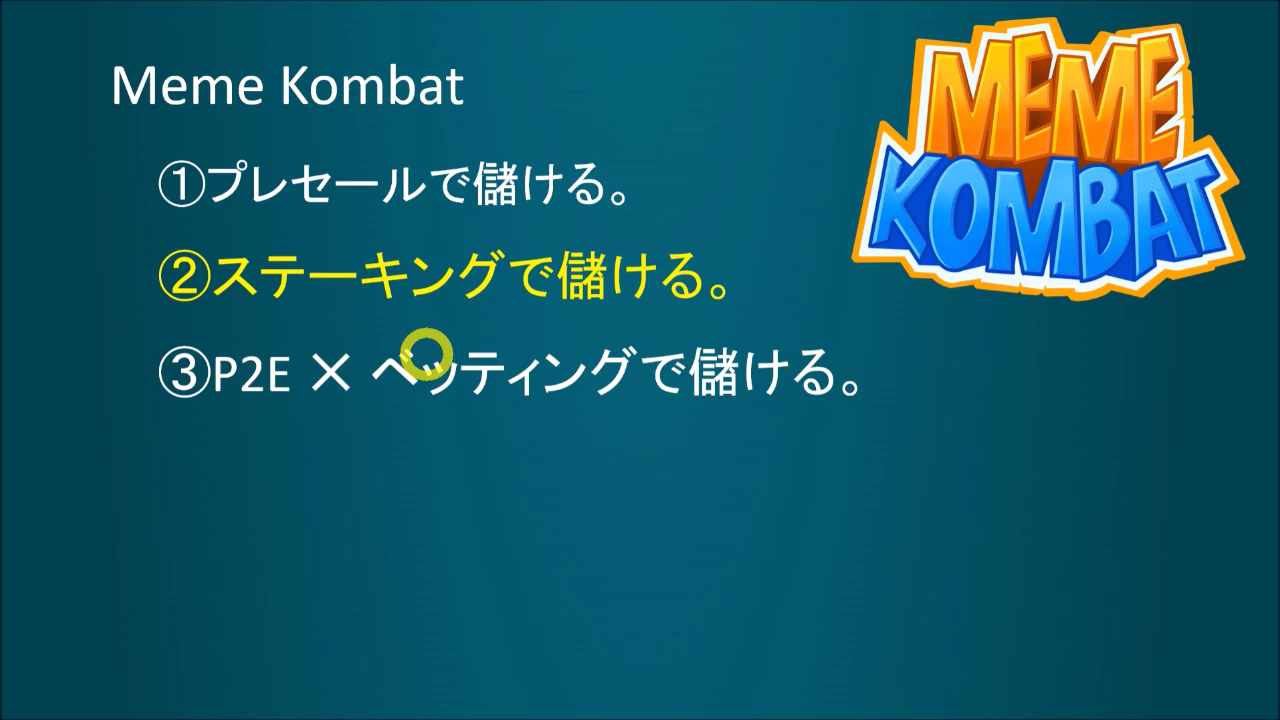 Meme Kombat
MEME
KOMBAT
①プレセールで儲ける。
②ステーキングで儲ける。
③P2E × ベッティングで儲ける。